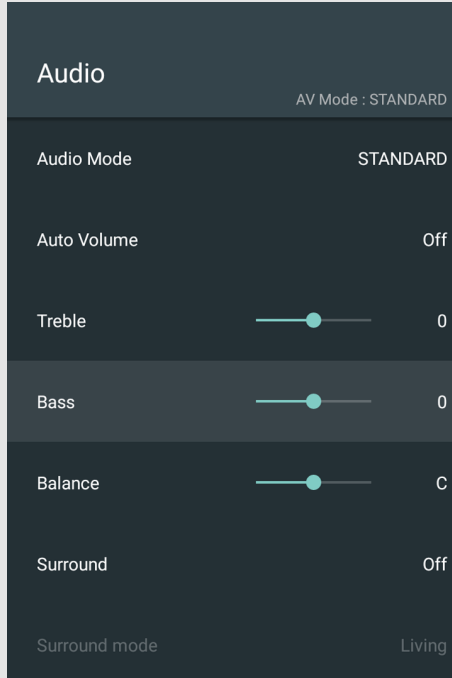 Audio
AV Mode : STANDARD
Audio Mode STANDARD
Auto Volume Off
Treble 0
Bass 0
Balance C
Surround Off
Surround mode Living